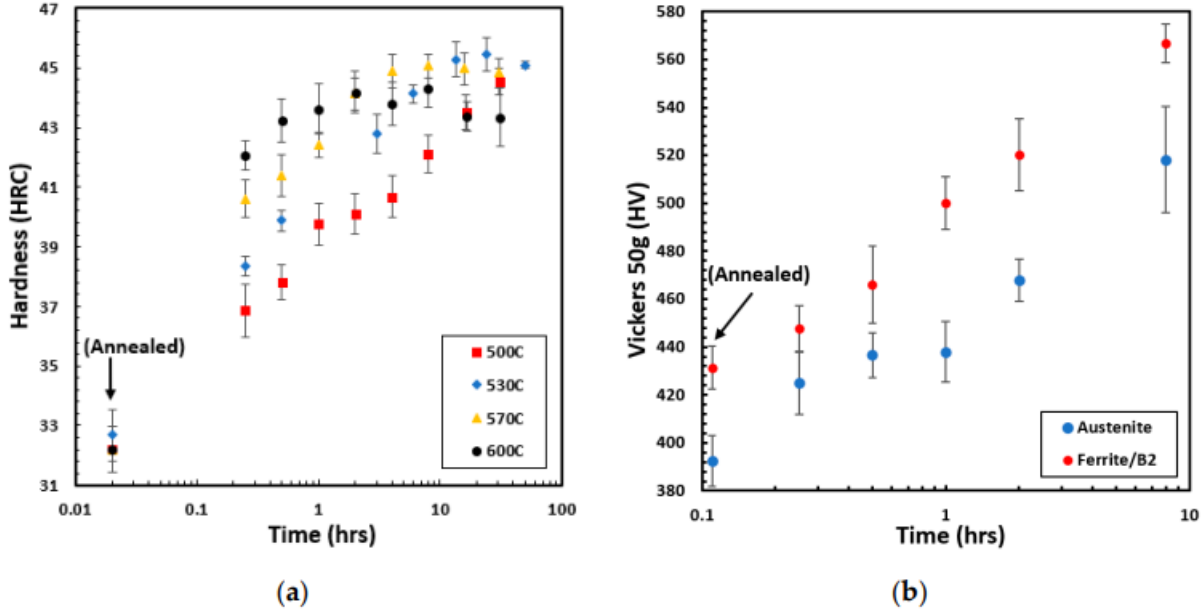 47
45
43
41
39
37
35
33
31
Hardness (HRC)
(Annealed)
500C
530C
570C
600C
0.01
0.1
1
10
100
Time (hrs)
(a)
580
560
540
520
500
480
460
440
420
400
380
Vickers 50g (HV)
(Annealed)
Austenite
Ferrite/B2
0.1
1
10
Time (hrs)
(b)